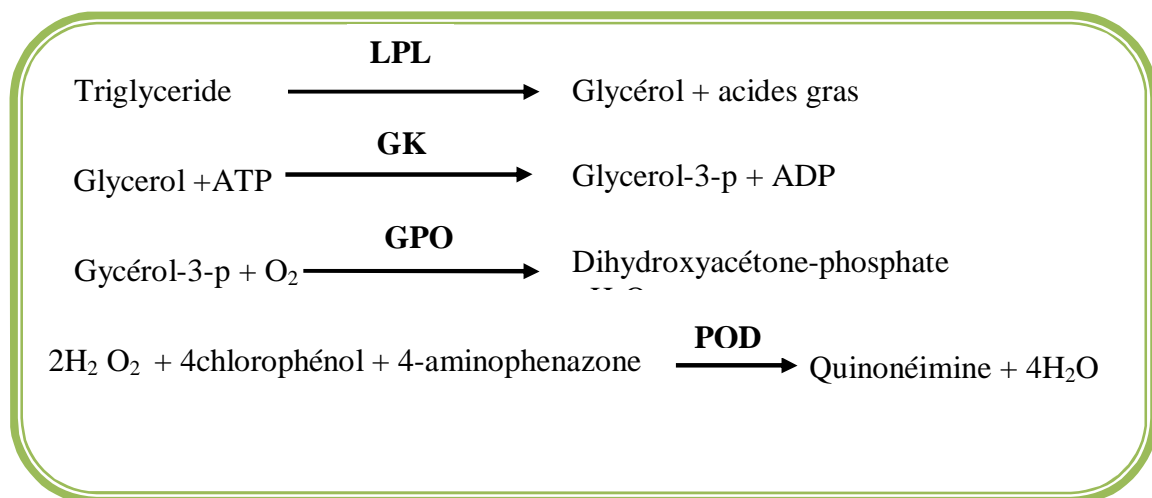 LPL
Triglyceride Glycérol + acides gras
GK
Glycerol +ATP Glycerol-3-p + ADP
GPO
Gycérol-3-p + O₂ Dihydroxyacétone-phosphate
POD
2H₂ O₂ + 4chlorophénol + 4-aminophenazone Quinonéimine + 4H₂O